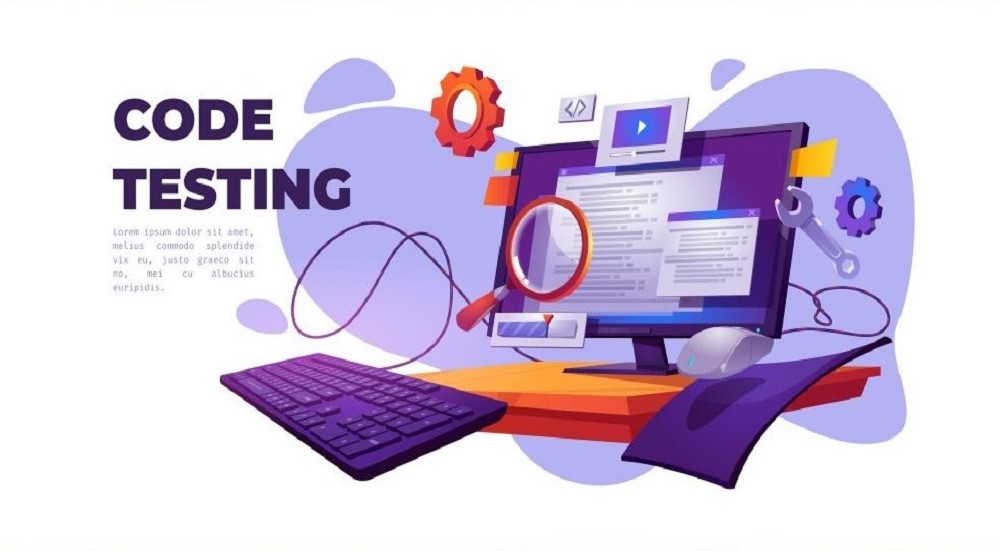 CODE
TESTING
Lorem ipsum dolor sit amet,
melius commodo splendide
vix eu, justo graeco sit
no, mei cu albucius
euripidis.
</>